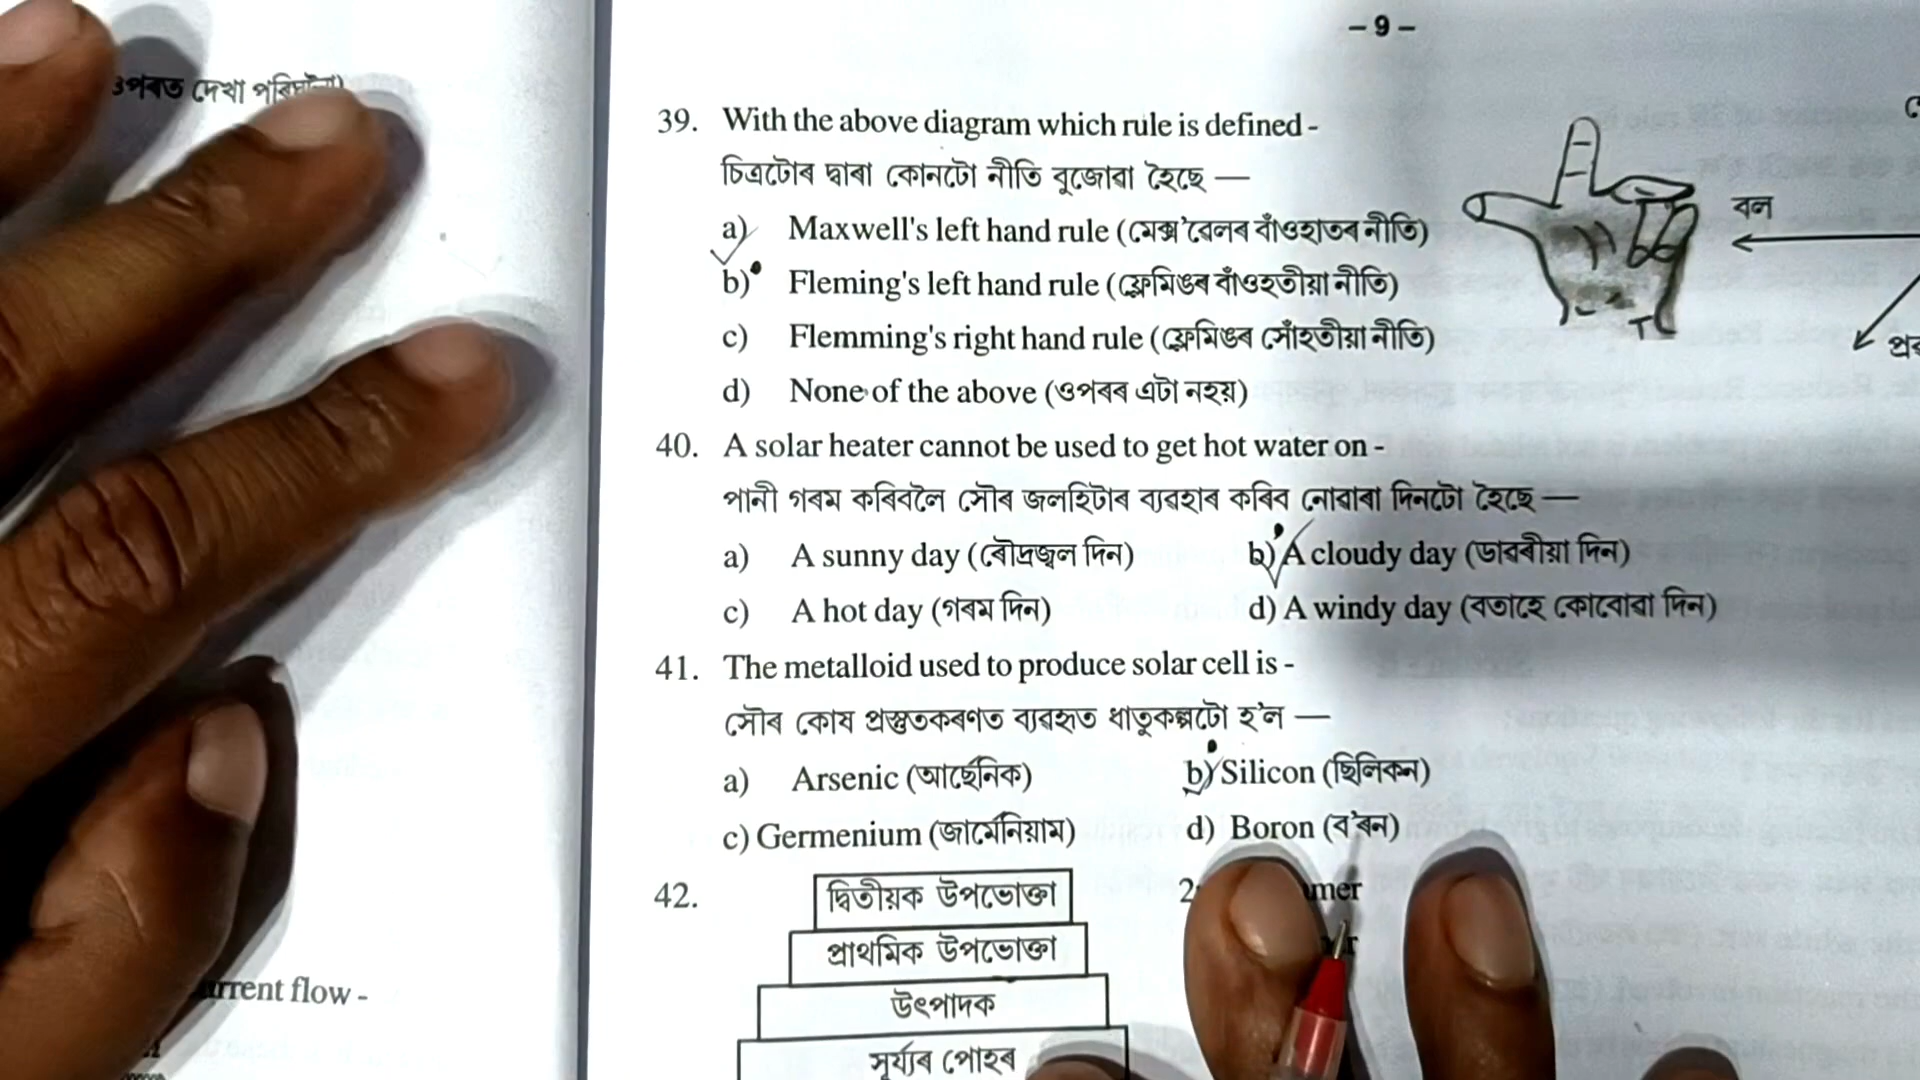 – 9 –
ওপৰত দেখা
39. With the above diagram which rule is defined -
চিত্ৰটোৰ দ্বাৰা কোনটো নীতি বুজোৱা হৈছে —
a) Maxwell's left hand rule (মেক্স'ৱেলৰ বাঁওহাতৰ নীতি)
b) Fleming's left hand rule (ফ্লেমিঙৰ বাঁওহতীয়া নীতি)
c) Flemming's right hand rule (ফ্লেমিঙৰ সোঁহতীয়া নীতি)
d) None of the above (ওপৰৰ এটা নহয়)
বল
40. A solar heater cannot be used to get hot water on -
পানী গৰম কৰিবলৈ সৌৰ জলহিটাৰ ব্যৱহাৰ কৰিব নোৱাৰা দিনটো হৈছে —
a) A sunny day (ৰৌদ্ৰজ্বল দিন) b) A cloudy day (ডাৱৰীয়া দিন)
c) A hot day (গৰম দিন) d) A windy day (বতাহে কোবোৱা দিন)
41. The metalloid used to produce solar cell is -
সৌৰ কোষ প্ৰস্তুতকৰণত ব্যৱহৃত ধাতুকল্পটো হ'ল —
a) Arsenic (আৰ্ছেনিক) b) Silicon (ছিলিকন)
c) Germenium (জাৰ্মেনিয়াম) d) Boron (ব'ৰন)
42. দ্বিতীয়ক উপভোক্তা
প্ৰাথমিক উপভোক্তা
উৎপাদক
সূৰ্য্যৰ পোহৰ
flow -